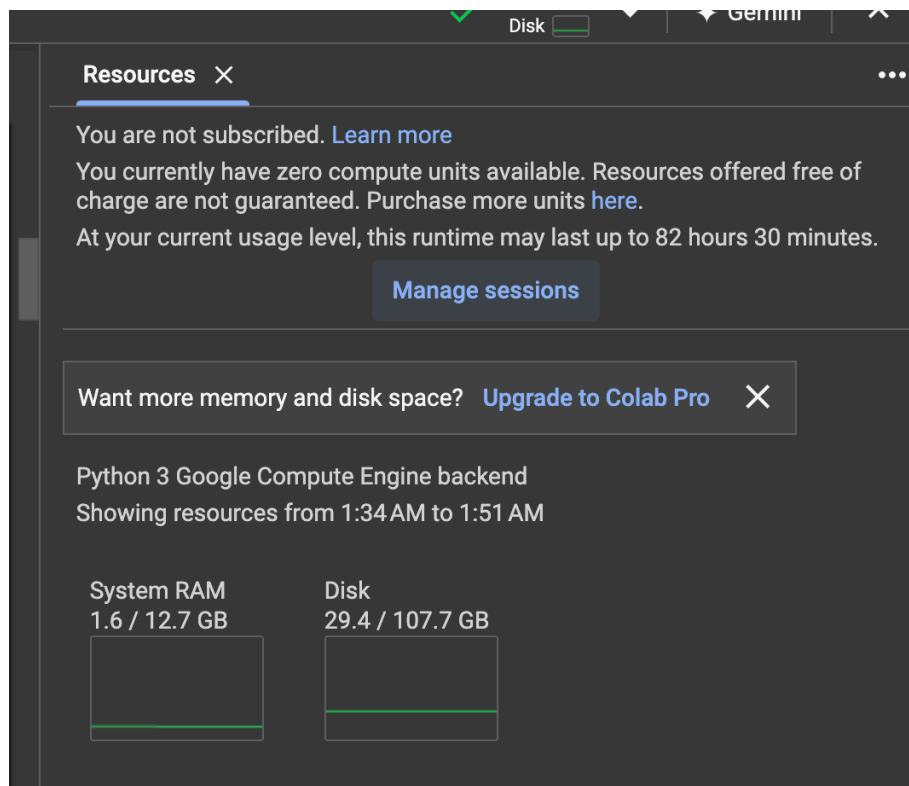 Disk
Gemini
Resources
You are not subscribed. Learn more
You currently have zero compute units available. Resources offered free of
charge are not guaranteed. Purchase more units here.
At your current usage level, this runtime may last up to 82 hours 30 minutes.
Manage sessions
Want more memory and disk space? Upgrade to Colab Pro
Python 3 Google Compute Engine backend
Showing resources from 1:34 AM to 1:51 AM
System RAM
1.6 / 12.7 GB
Disk
29.4 / 107.7 GB